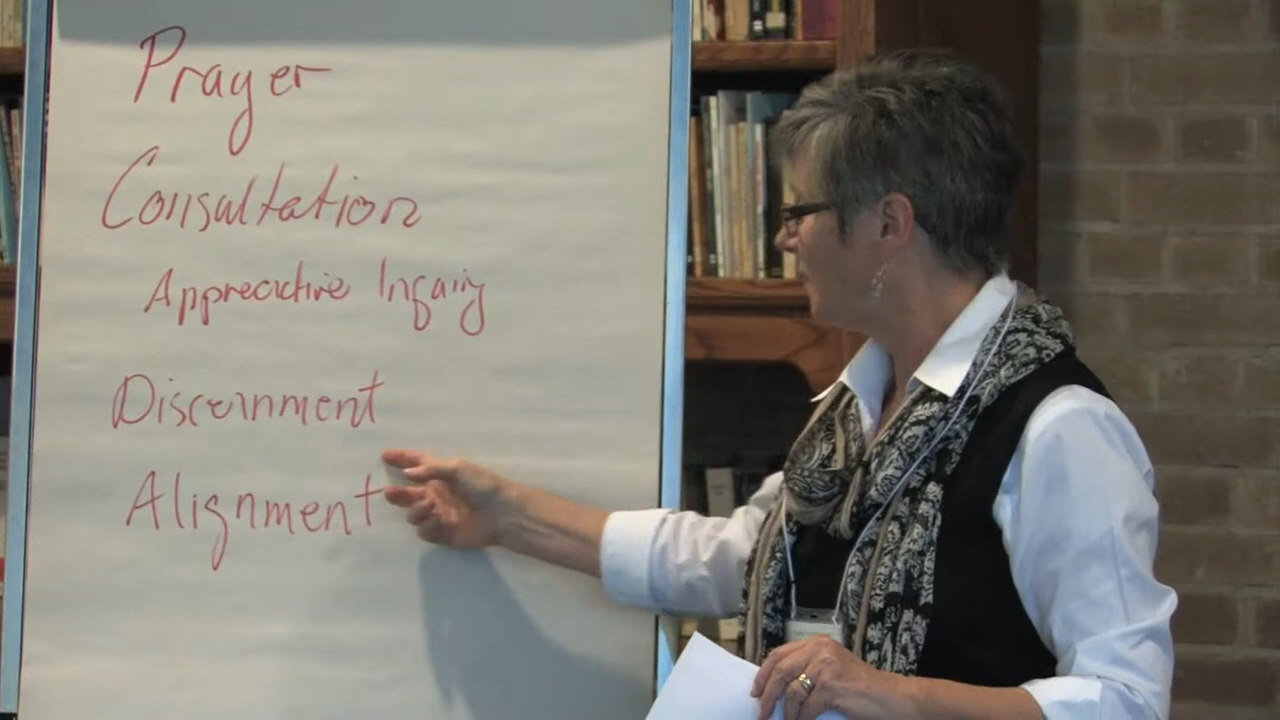 Prayer
Consultation
Appreciative Inquiry
Discernment
Alignment